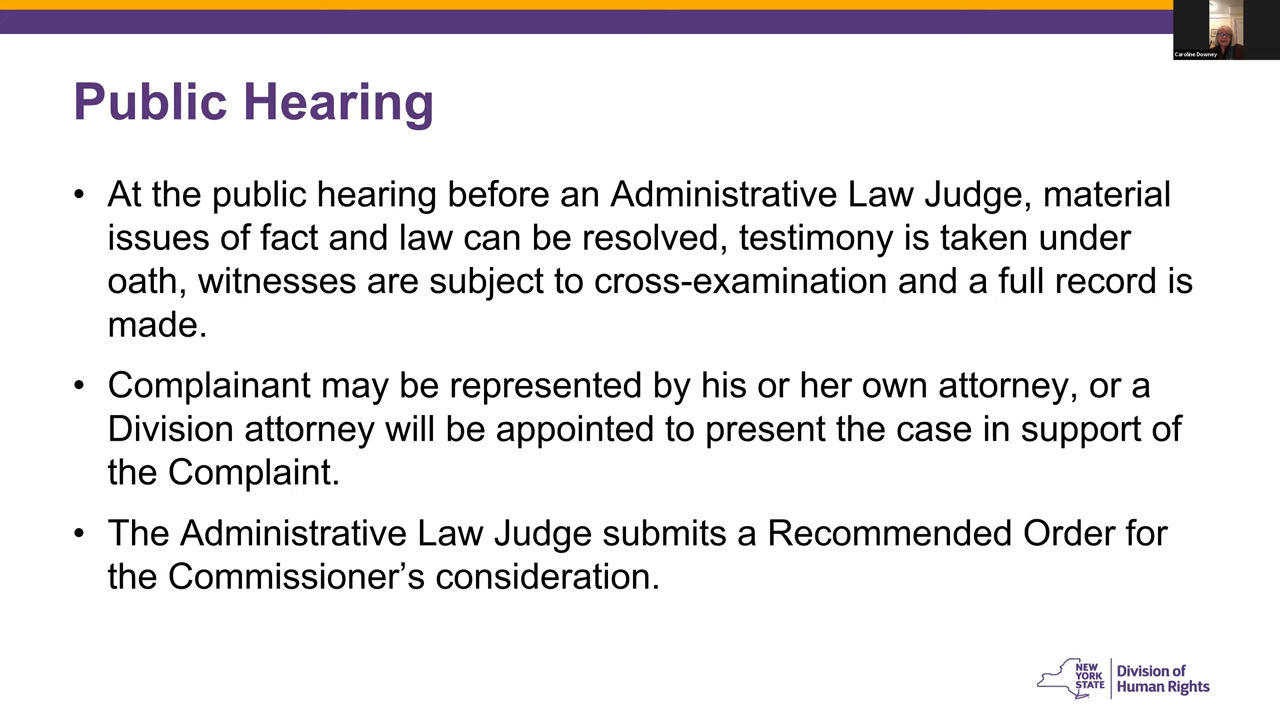 Caroline Downey
Public Hearing
• At the public hearing before an Administrative Law Judge, material
issues of fact and law can be resolved, testimony is taken under
oath, witnesses are subject to cross-examination and a full record is
made.
• Complainant may be represented by his or her own attorney, or a
Division attorney will be appointed to present the case in support of
the Complaint.
• The Administrative Law Judge submits a Recommended Order for
the Commissioner’s consideration.
NEW
YORK
STATE
Division of
Human Rights